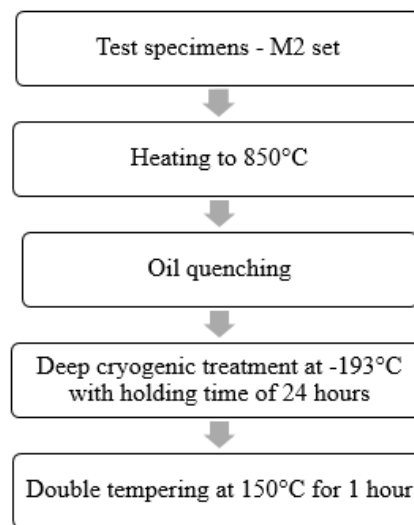 Test specimens - M2 set
Heating to 850°C
Oil quenching
Deep cryogenic treatment at -193°C
with holding time of 24 hours
Double tempering at 150°C for 1 hour